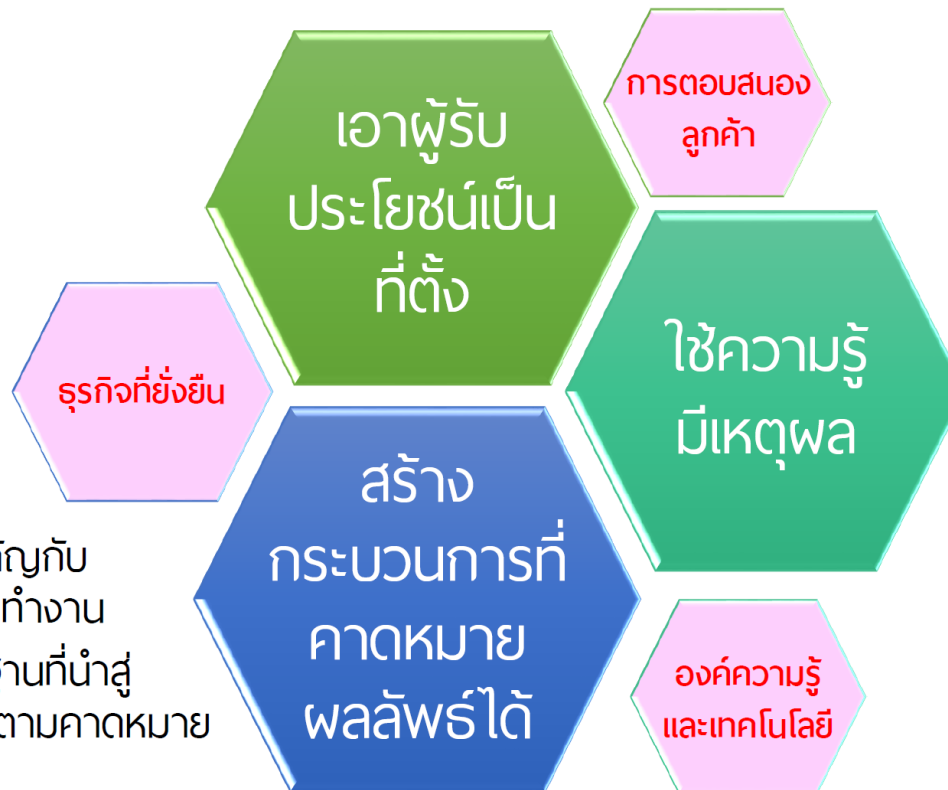 เอาผู้รับ
ประโยชน์เป็น
ที่ตั้ง
การตอบสนอง
ลูกค้า
ใช้ความรู้
มีเหตุผล
ธุรกิจที่ยั่งยืน
สร้าง
กระบวนการที่
คาดหมาย
ผลลัพธ์ได้
องค์ความรู้
และเทคโนโลยี
ทำงาน
ที่นำสู่
ตามคาดหมาย